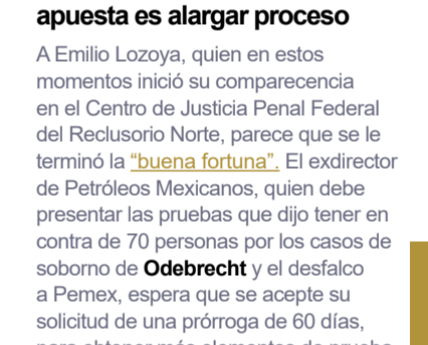 apuesta es alargar proceso
A Emilio Lozoya, quien en estos
momentos inició su comparecencia
en el Centro de Justicia Penal Federal
del Reclusorio Norte, parece que se le
terminó la “buena fortuna”. El exdirector
de Petróleos Mexicanos, quien debe
presentar las pruebas que dijo tener en
contra de 70 personas por los casos de
soborno de Odebrecht y el desfalco
a Pemex, espera que se acepte su
solicitud de una prórroga de 60 días,